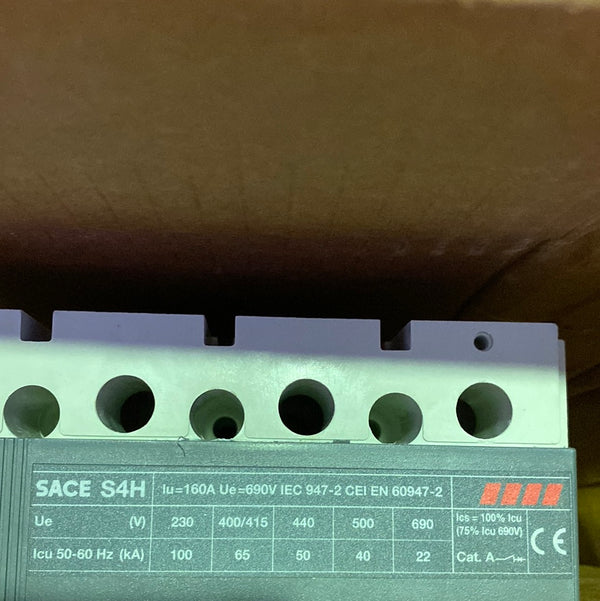 SACE S4H Iu=160A Ue=690V IEC 947-2 CEI EN 60947-2
Ue (V) 230 400/415 440 500 690
Icu 50-60 Hz (kA) 100 65 50 40 22
Ics = 100% Icu
(75% Icu 690V)
Cat. A
CE